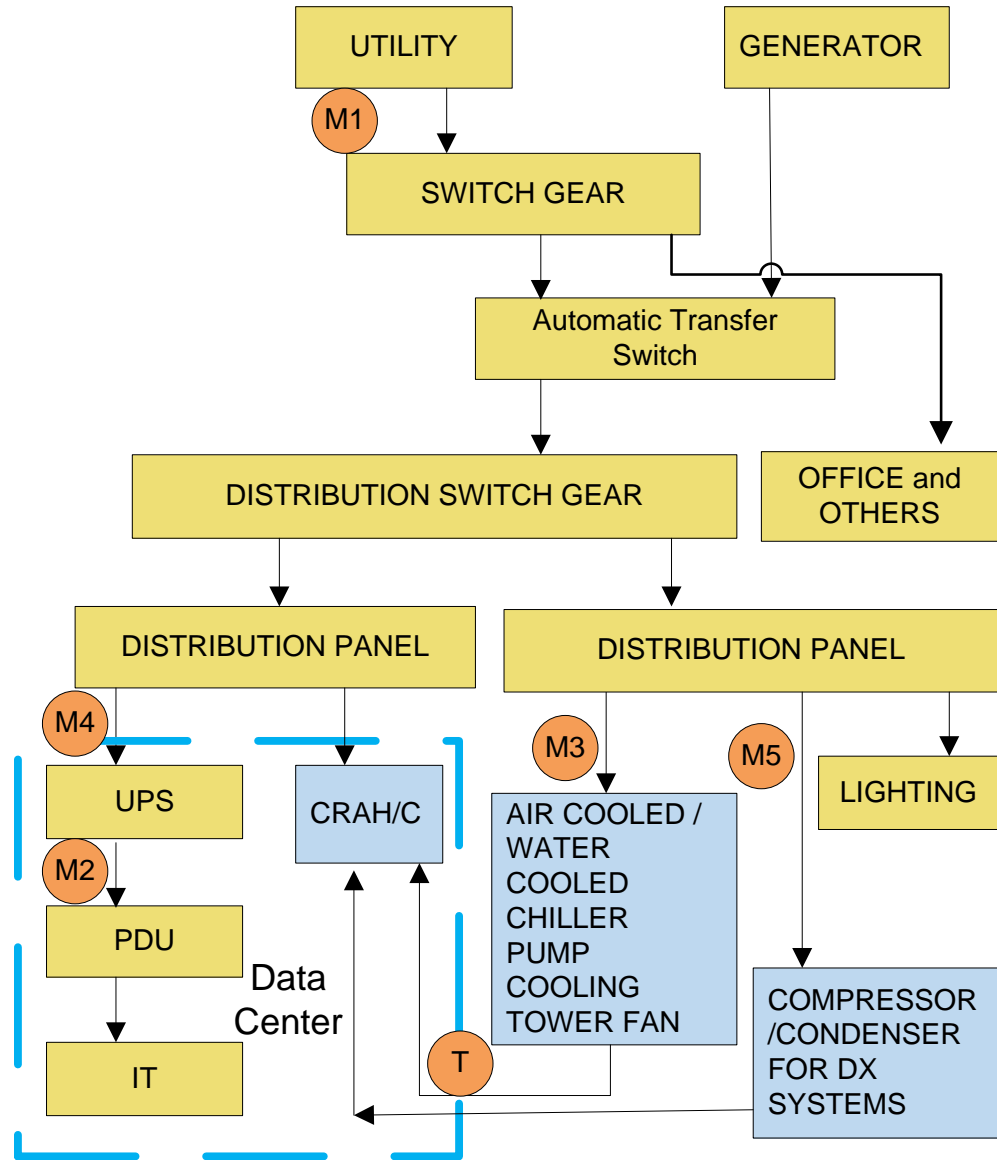 UTILITY
GENERATOR
M1
SWITCH GEAR
Automatic Transfer
Switch
DISTRIBUTION SWITCH GEAR
OFFICE and
OTHERS
DISTRIBUTION PANEL
DISTRIBUTION PANEL
M4
M3
M5
UPS
CRAH/C
AIR COOLED /
WATER
COOLED
CHILLER
PUMP
COOLING
TOWER FAN
LIGHTING
M2
PDU
Data
Center
COMPRESSOR
/CONDENSER
FOR DX
SYSTEMS
IT
T